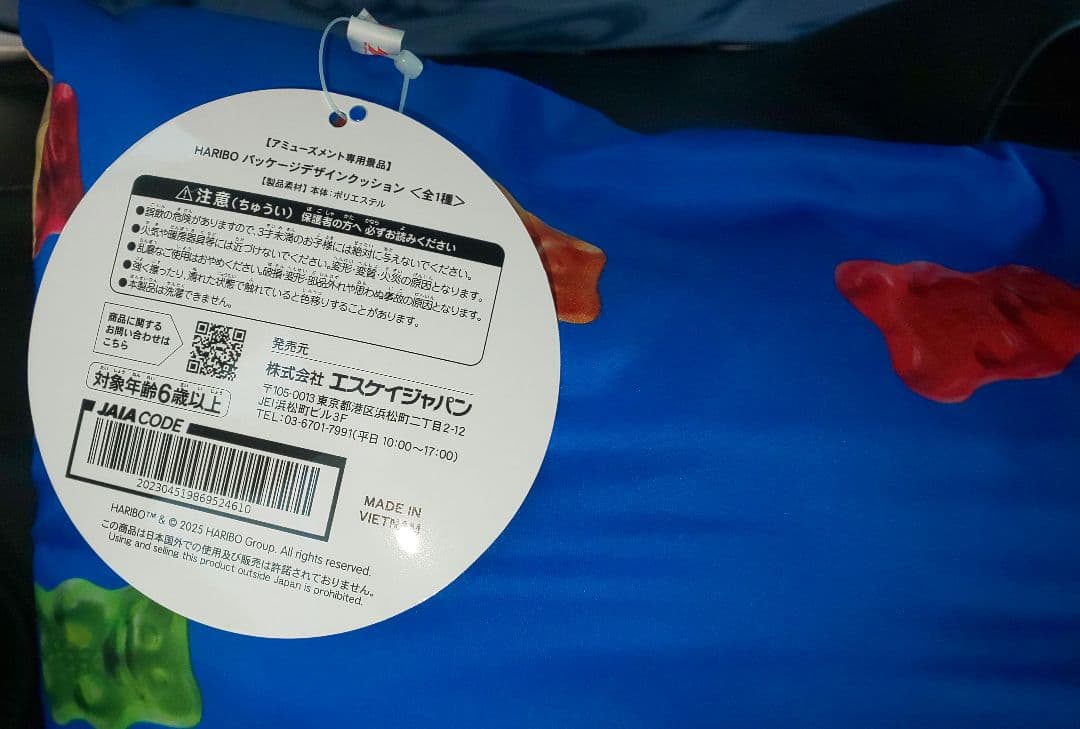 【アミューズメント専用景品】
HARIBO パッケージデザインクッション <全1種>
【製品素材】本体：ポリエステル
⚠注意(ちゅうい) 保護者の方へ 必ずお読みください
●誤飲の危険がありますので、3才未満のお子様には絶対に与えないでください。
●火気や暖房器具等には近づけないでください。変形・変質・火災の原因となります。
●乱暴なご使用はおやめください。破損・変形・部品外れや思わぬ事故の原因となります。
●強く擦ったり、濡れた状態で触れていると色移りすることがあります。
●本製品は洗濯できません。
商品に関する
お問い合わせは
こちら
発売元
株式会社 エスケイジャパン
〒105-0013 東京都港区浜松町二丁目2-12
JEI浜松町ビル3F
TEL：03-6701-7991(平日 10:00〜17:00)
対象年齢6歳以上
JAIA CODE
202304519869524610
MADE IN
VIETNAM
HARIBO™ & © 2025 HARIBO Group. All rights reserved.
この商品は日本国外での使用及び販売は許諾されておりません。
Using and selling this product outside Japan is prohibited.